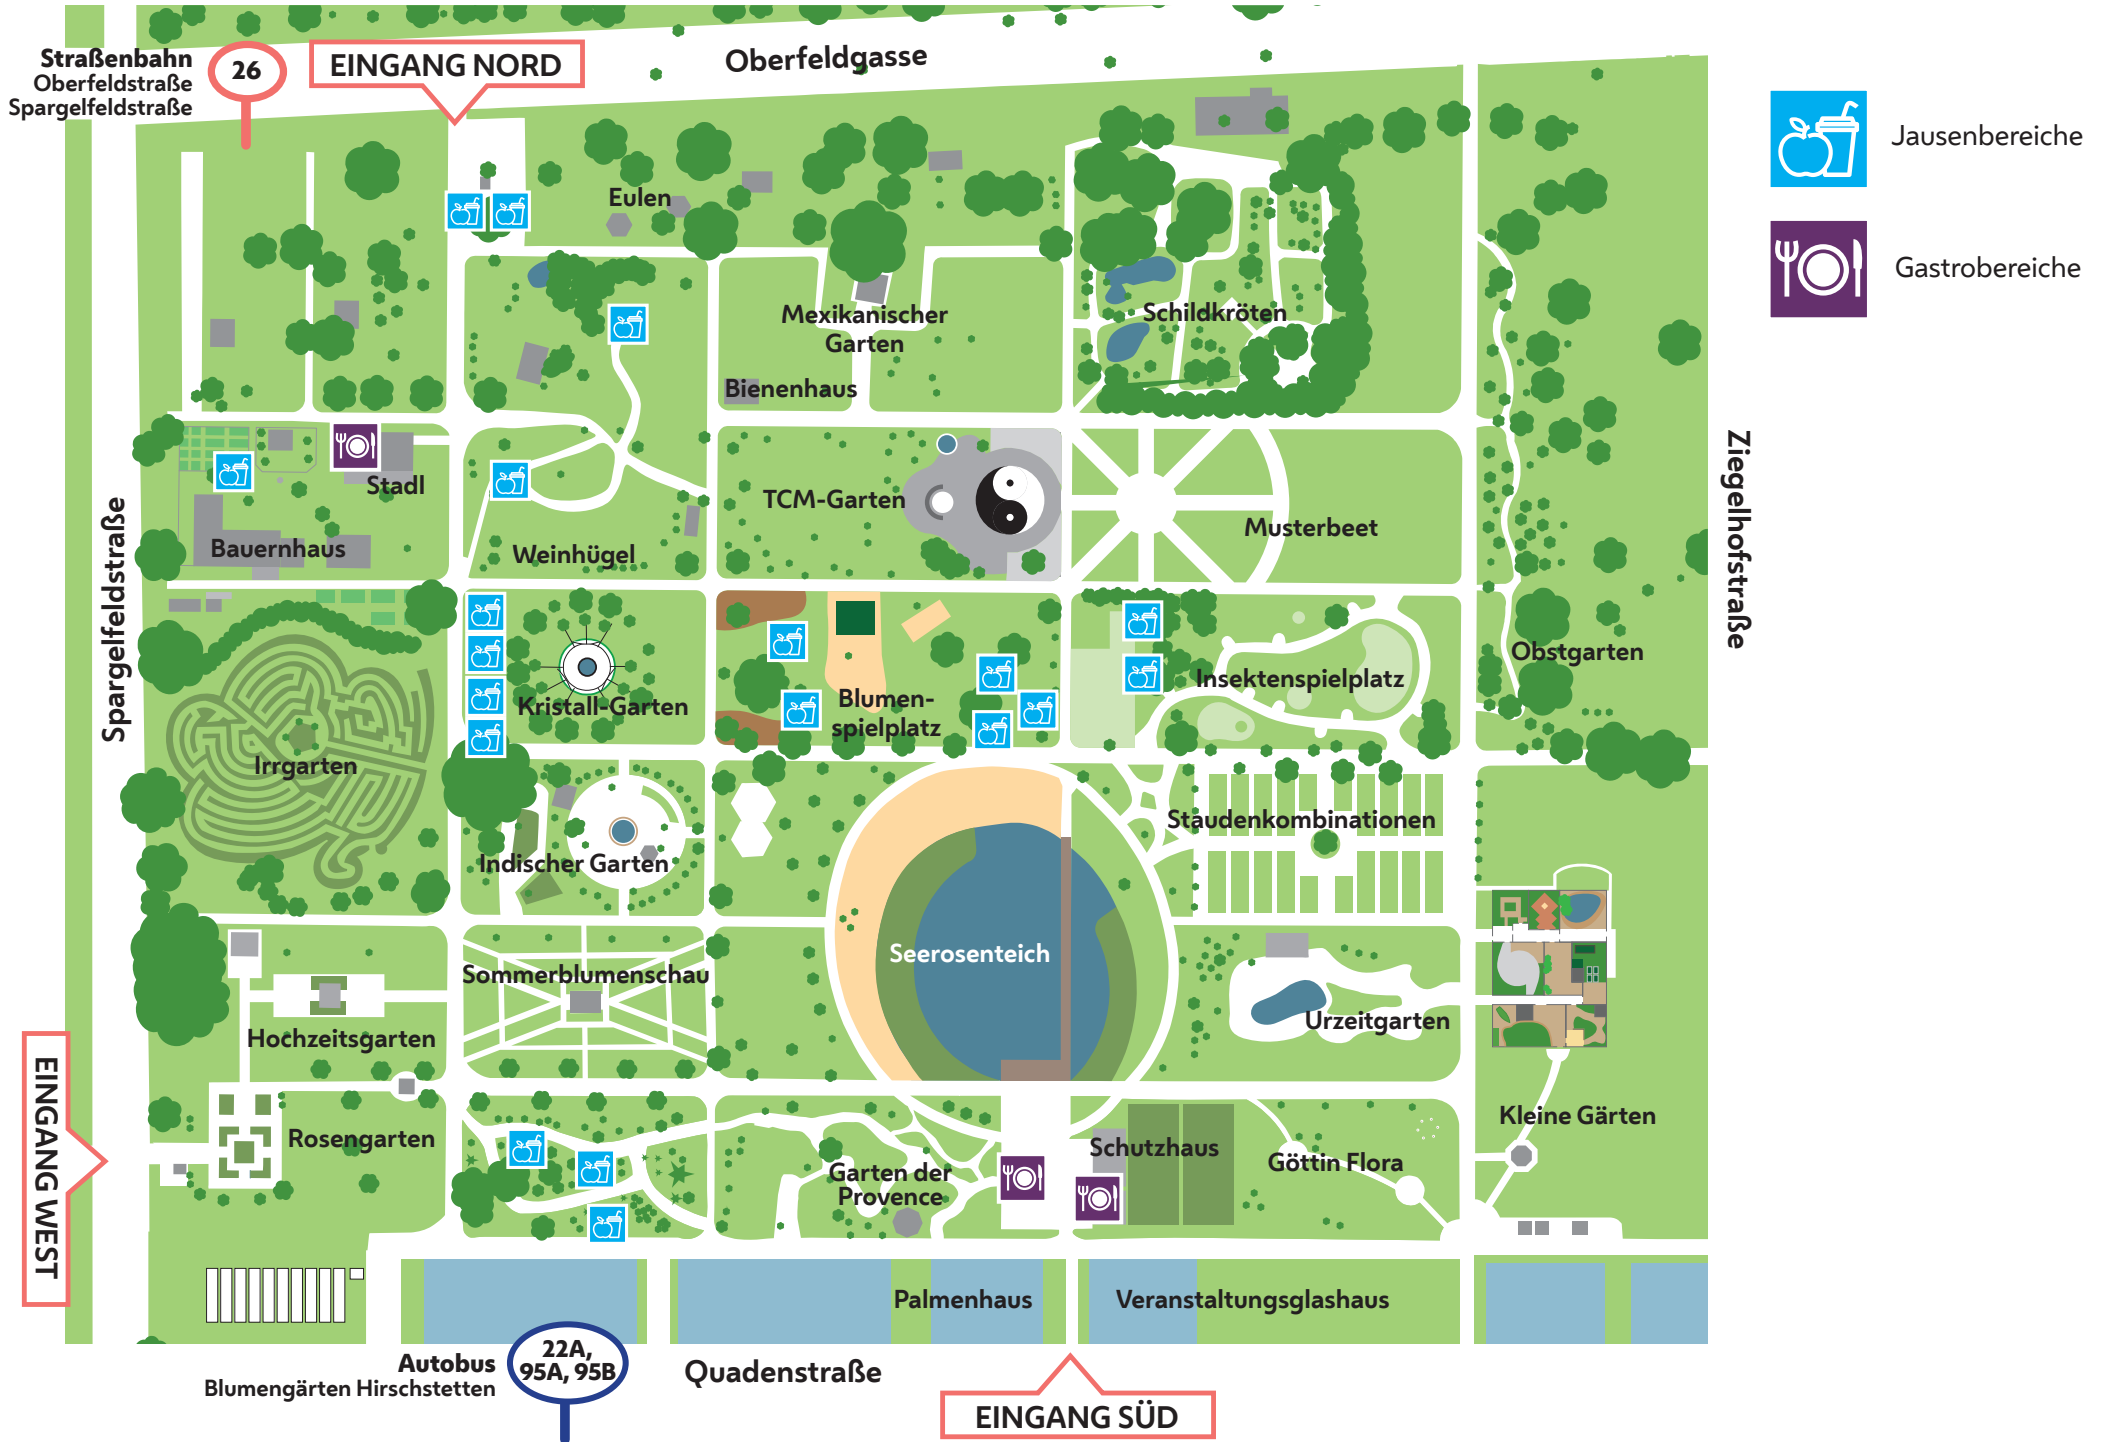 Straßenbahn
Oberfeldstraße
Spargelfeldstraße
26
EINGANG NORD
Oberfeldgasse
Jausenbereiche
Gastrobereiche
Eulen
Mexikanischer
Garten
Schildkröten
Bienenhaus
Stadl
TCM-Garten
Musterbeet
Bauernhaus
Weinhügel
Spargelfeldstraße
Ziegelhofstraße
Kristall-Garten
Blumen-
spielplatz
Insektenspielplatz
Obstgarten
Irrgarten
Indischer Garten
Staudenkombinationen
Seerosenteich
Sommerblumenschau
Hochzeitsgarten
Urzeitgarten
EINGANG WEST
Rosengarten
Garten der
Provence
Schutzhaus
Göttin Flora
Kleine Gärten
Palmenhaus
Veranstaltungsglashaus
Autobus
Blumengärten Hirschstetten
22A,
95A, 95B
Quadenstraße
EINGANG SÜD